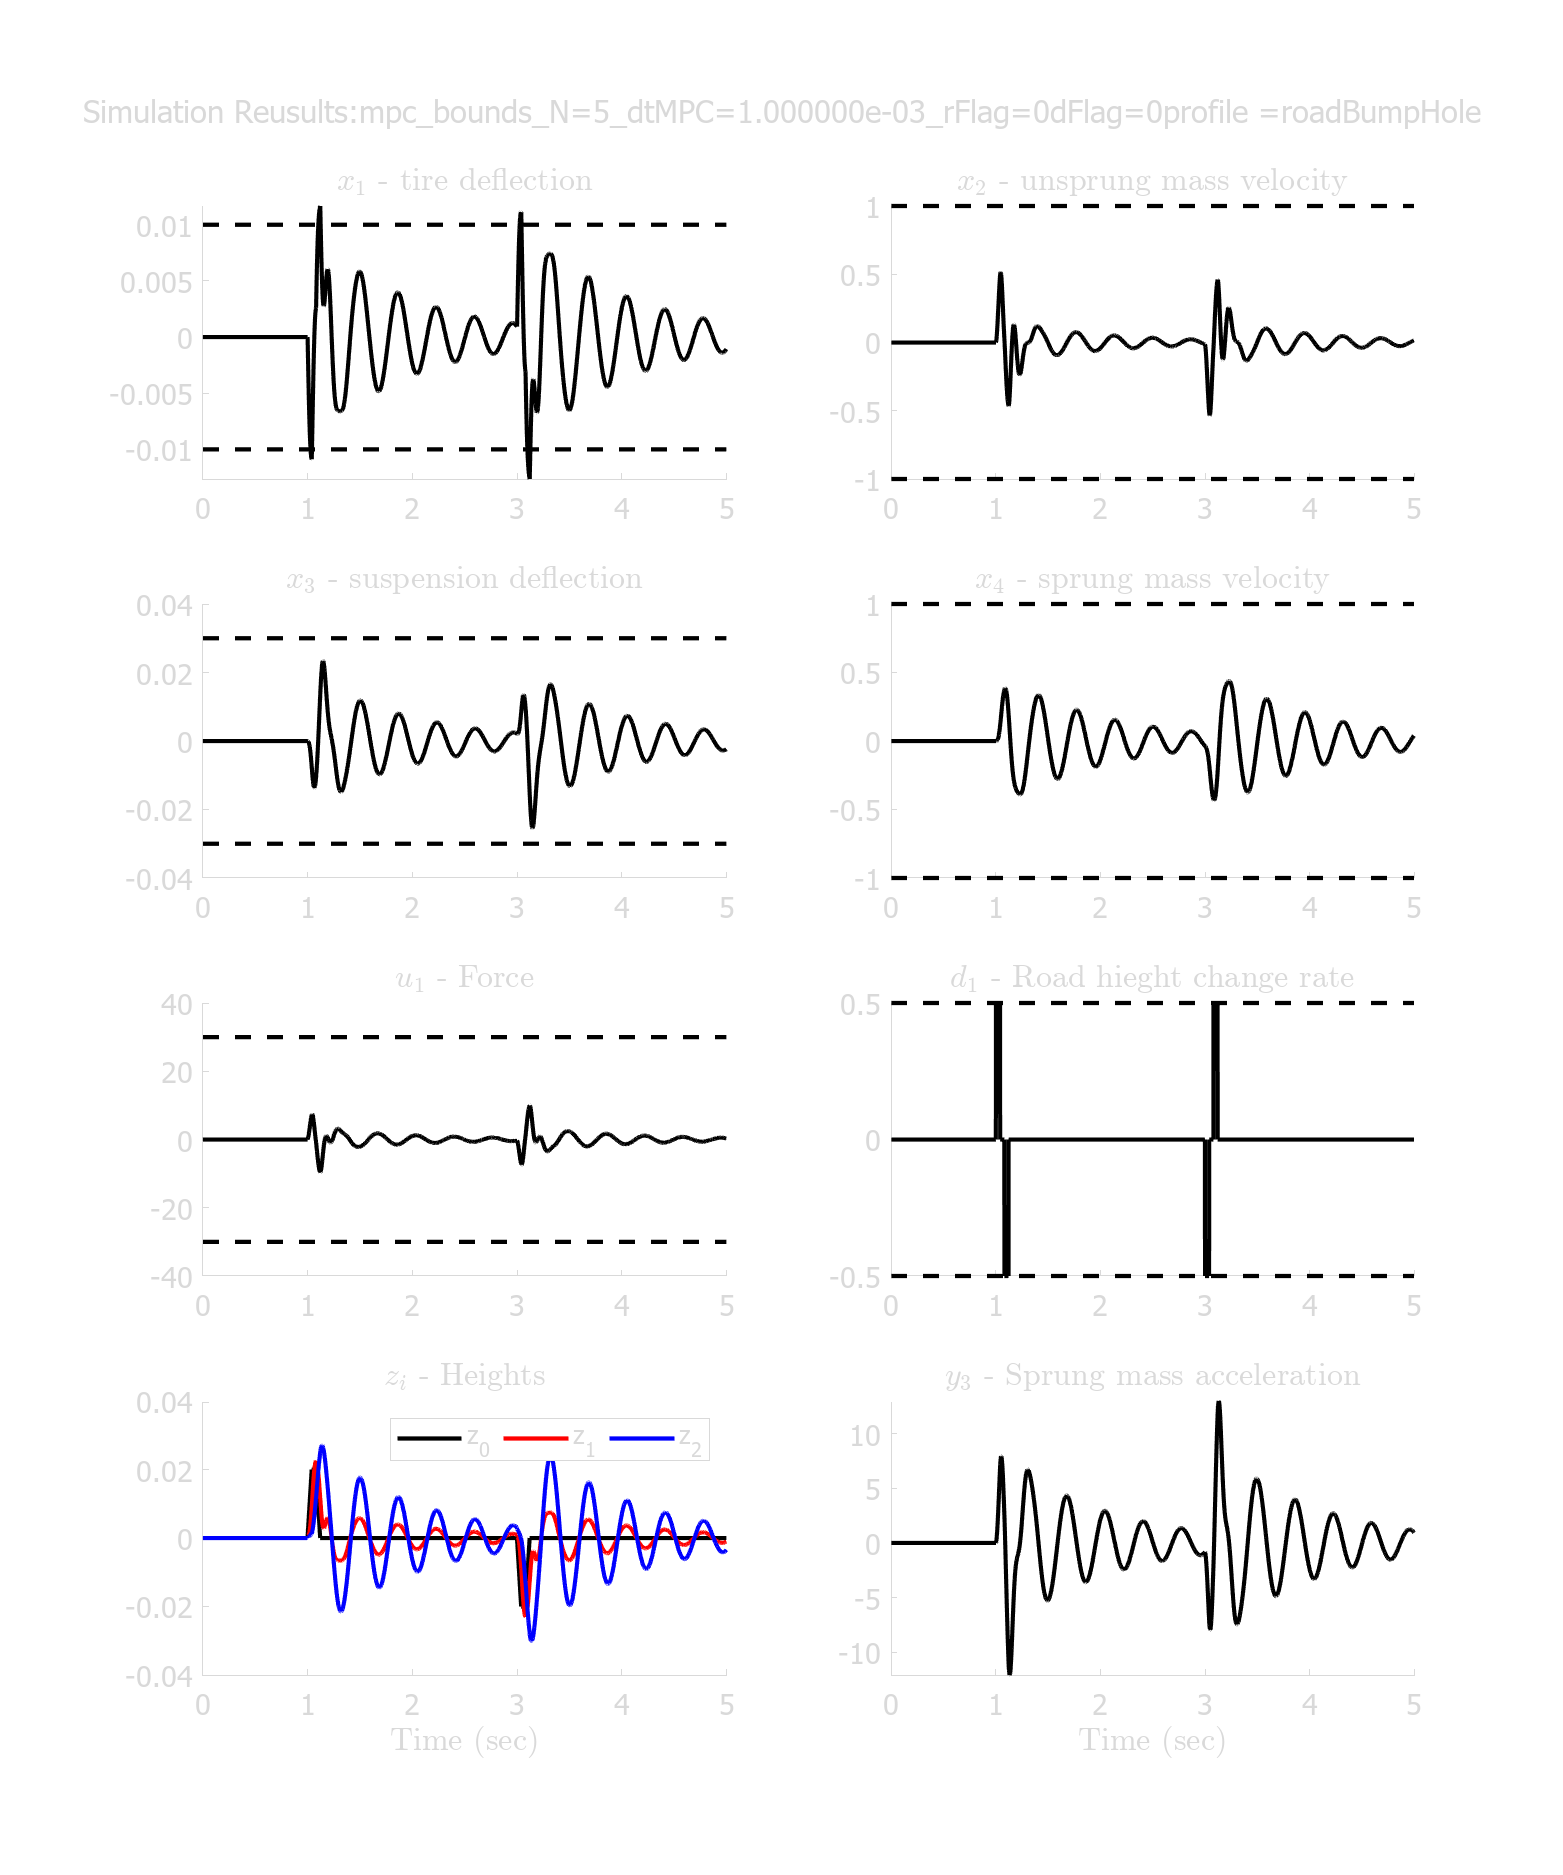 Simulation Reusults:mpc_bounds_N=5_dtMPC=1.000000e-03_rFlag=0dFlag=0profile =roadBumpHole
x₁ - tire deflection
0.01
0.005
0
-0.005
-0.01
0 1 2 3 4 5
x₂ - unsprung mass velocity
1
0.5
0
-0.5
-1
0 1 2 3 4 5
x₃ - suspension deflection
0.04
0.02
0
-0.02
-0.04
0 1 2 3 4 5
x₄ - sprung mass velocity
1
0.5
0
-0.5
-1
0 1 2 3 4 5
u₁ - Force
40
20
0
-20
-40
0 1 2 3 4 5
d₁ - Road hieght change rate
0.5
0
-0.5
0 1 2 3 4 5
zᵢ - Heights
z₀ z₁ z₂
0.04
0.02
0
-0.02
-0.04
0 1 2 3 4 5
Time (sec)
y₃ - Sprung mass acceleration
10
5
0
-5
-10
0 1 2 3 4 5
Time (sec)